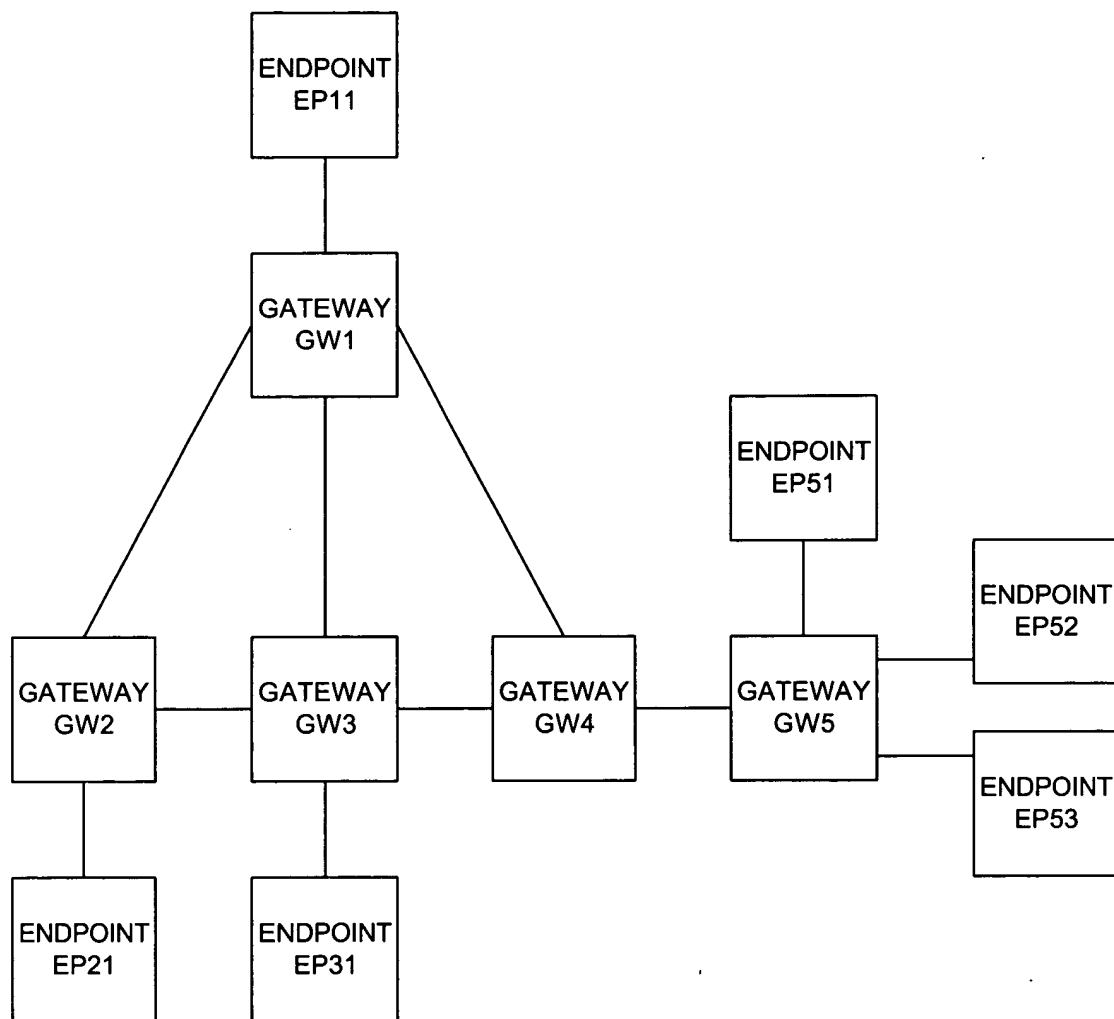 ENDPOINT
EP11
GATEWAY
GW1
ENDPOINT
EP51
ENDPOINT
EP52
GATEWAY
GW2
GATEWAY
GW3
GATEWAY
GW4
GATEWAY
GW5
ENDPOINT
EP53
ENDPOINT
EP21
ENDPOINT
EP31